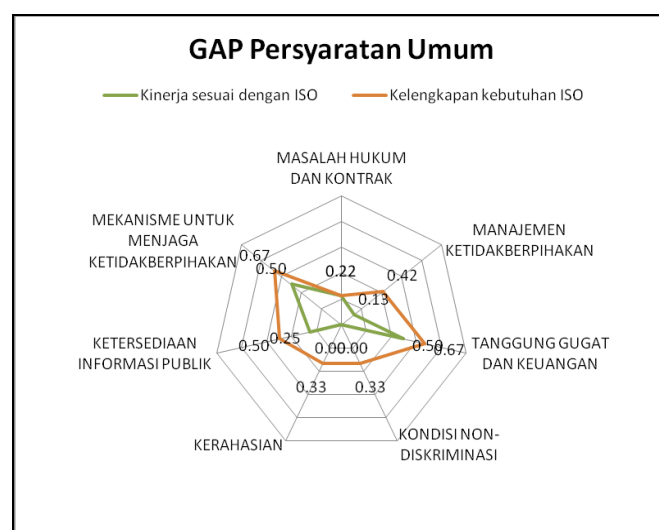 GAP Persyaratan Umum
Kinerja sesuai dengan ISO
Kelengkapan kebutuhan ISO
MASALAH HUKUM
DAN KONTRAK
MEKANISME UNTUK
MENJAGA
KETIDAKBERPIHAKAN
MANAJEMEN
KETIDAKBERPIHAKAN
0.67
0.50
0.22
0.42
0.13
KETERSEDIAAN
INFORMASI PUBLIK
0.50
0.25
0.50
0.67
TANGGUNG GUGAT
DAN KEUANGAN
0.00
0.00
0.33
0.33
KERAHASIAN
KONDISI NON-
DISKRIMINASI